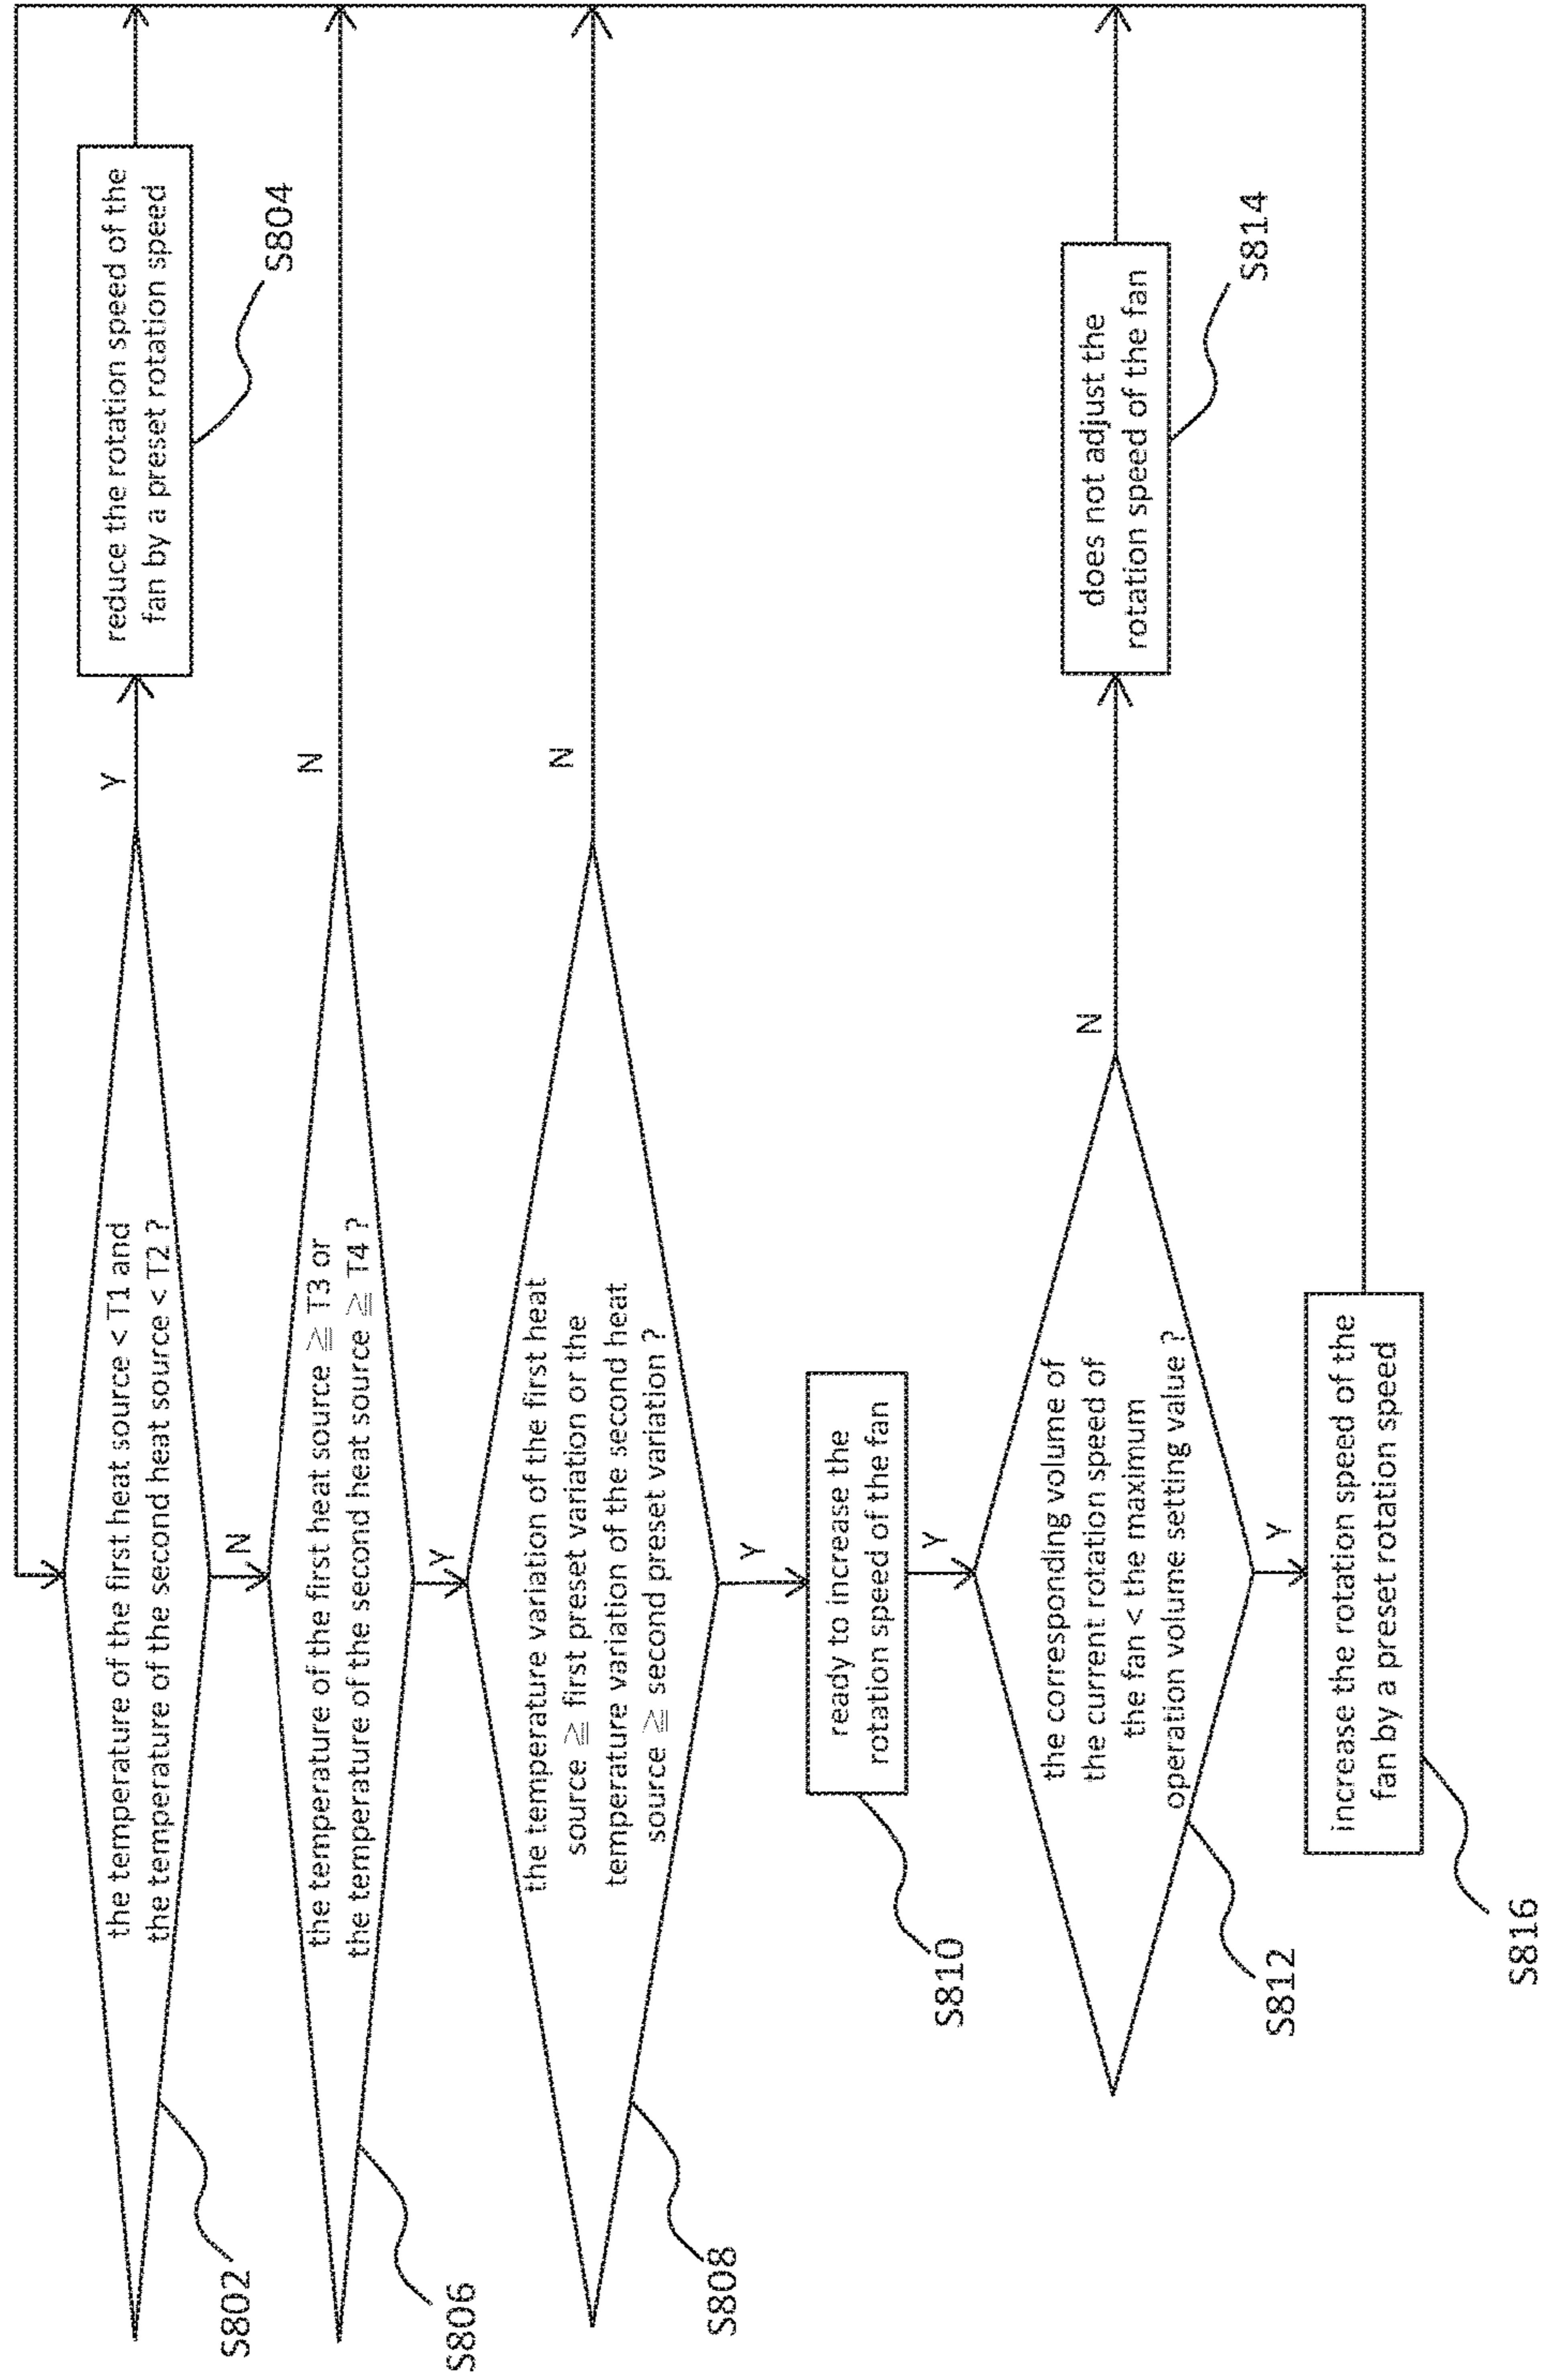 the temperature of the first heat source < T1 and
the temperature of the second heat source < T2 ?
S802
Y
reduce the rotation speed of the
fan by a preset rotation speed
S804
N
the temperature of the first heat source ≧ T3 or
the temperature of the second heat source ≧ T4 ?
S806
N
Y
the temperature variation of the first heat
source ≧ first preset variation or the
temperature variation of the second heat
source ≧ second preset variation ?
S808
N
Y
ready to increase the
rotation speed of the fan
S810
Y
the corresponding volume of
the current rotation speed of
the fan < the maximum
operation volume setting value ?
S812
N
does not adjust the
rotation speed of the fan
S814
Y
increase the rotation speed of the
fan by a preset rotation speed
S816